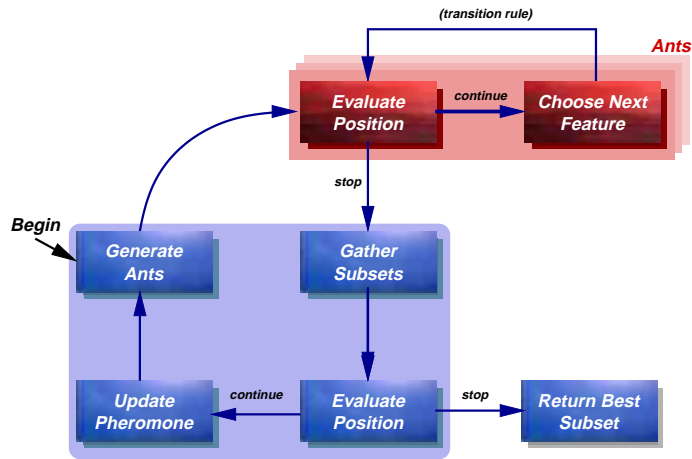 (transition rule)
Ants
Evaluate
Position
continue
Choose Next
Feature
stop
Begin
Generate
Ants
Gather
Subsets
Update
Pheromone
continue
Evaluate
Position
stop
Return Best
Subset